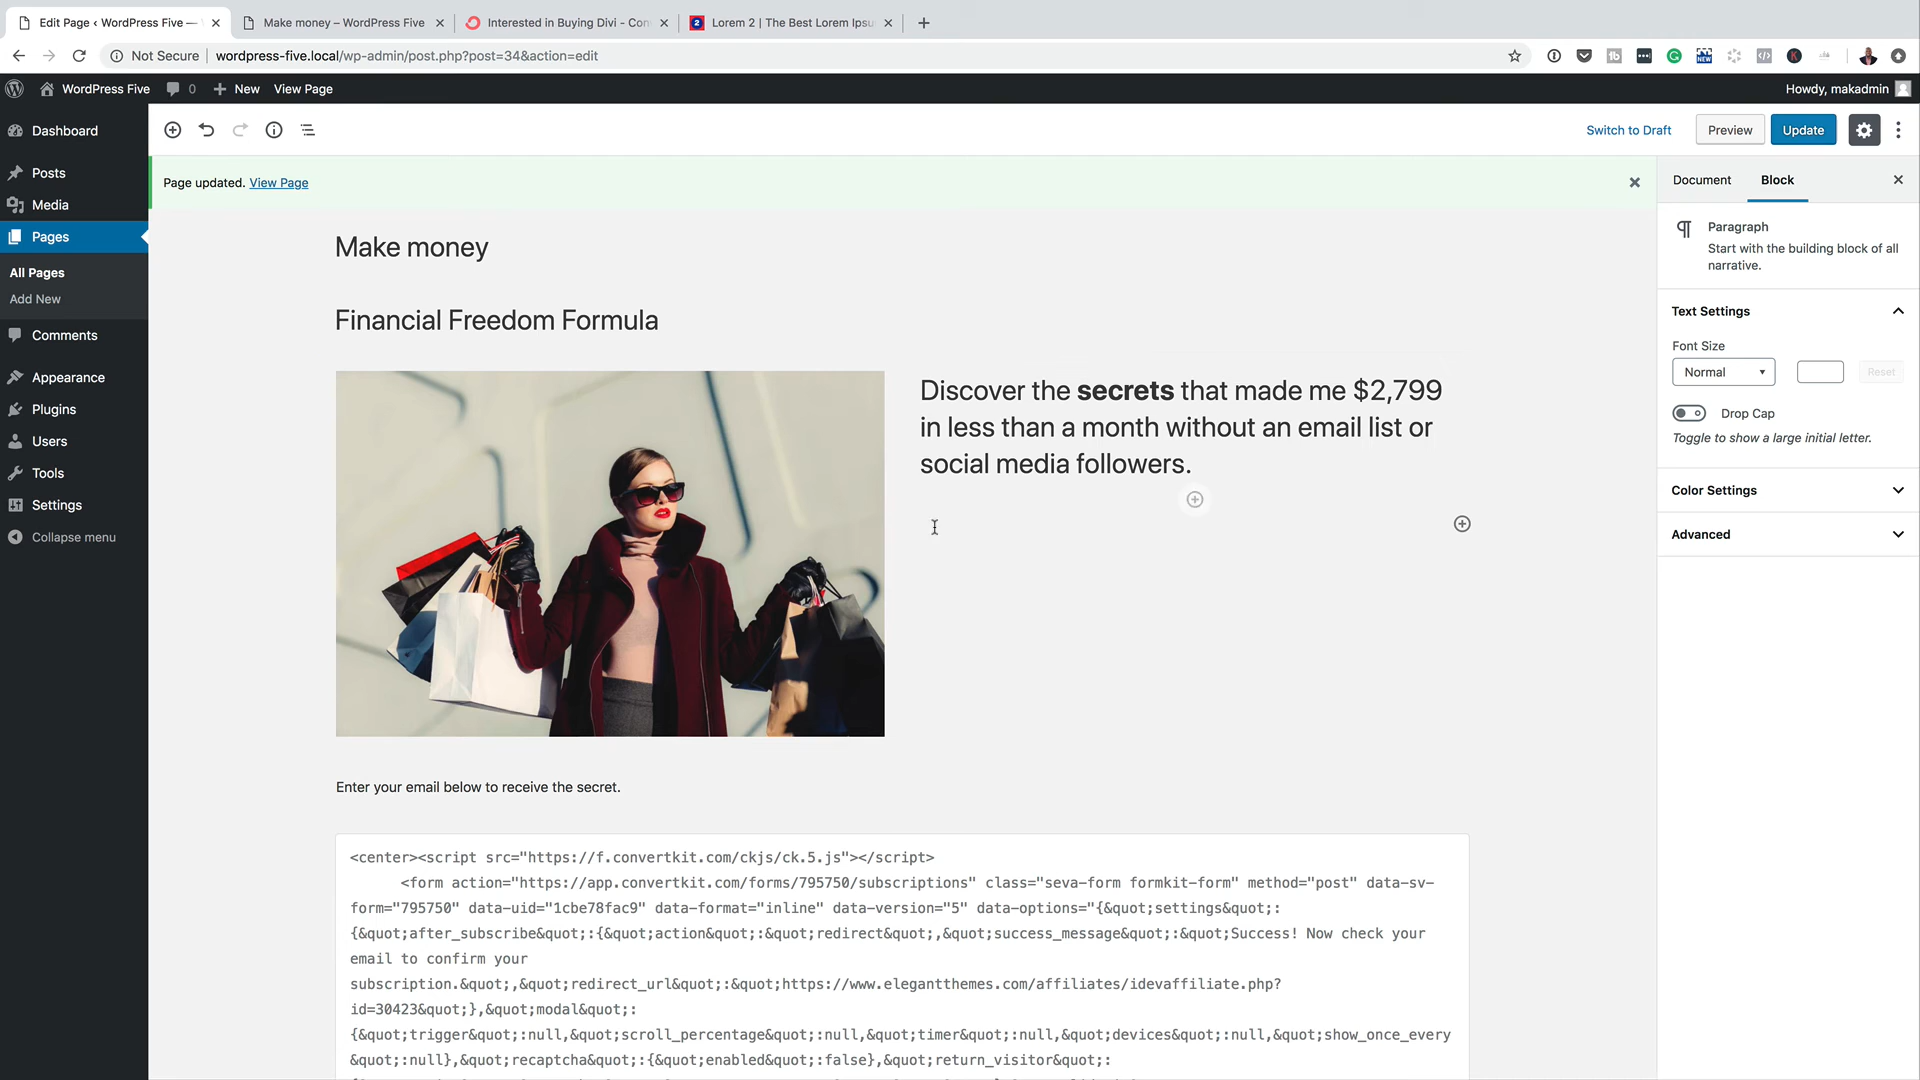 Edit Page ‹ WordPress Five —
Make money – WordPress Five
Interested in Buying Divi - Con
Lorem 2 | The Best Lorem Ipsu
Not Secure
wordpress-five.local/wp-admin/post.php?post=34&action=edit
WordPress Five
0
New
View Page
Howdy, makadmin
Dashboard
Posts
Media
Pages
All Pages
Add New
Comments
Appearance
Plugins
Users
Tools
Settings
Collapse menu
Switch to Draft
Preview
Update
Page updated. View Page
Make money
Financial Freedom Formula
Discover the secrets that made me $2,799
in less than a month without an email list or
social media followers.
Enter your email below to receive the secret.
<center><script src="https://f.convertkit.com/ckjs/ck.5.js"></script>
<form action="https://app.convertkit.com/forms/795750/subscriptions" class="seva-form formkit-form" method="post" data-sv-
form="795750" data-uid="1cbe78fac9" data-format="inline" data-version="5" data-options="{&quot;settings&quot;:
{&quot;after_subscribe&quot;:{&quot;action&quot;:&quot;redirect&quot;,&quot;success_message&quot;:&quot;Success! Now check your
email to confirm your
subscription.&quot;,&quot;redirect_url&quot;:&quot;https://www.elegantthemes.com/affiliates/idevaffiliate.php?
id=30423&quot;},&quot;modal&quot;:
{&quot;trigger&quot;:null,&quot;scroll_percentage&quot;:null,&quot;timer&quot;:null,&quot;devices&quot;:null,&quot;show_once_every
&quot;:null},&quot;recaptcha&quot;:{&quot;enabled&quot;:false},&quot;return_visitor&quot;:
Document
Block
Paragraph
Start with the building block of all
narrative.
Text Settings
Font Size
Normal
Reset
Drop Cap
Toggle to show a large initial letter.
Color Settings
Advanced